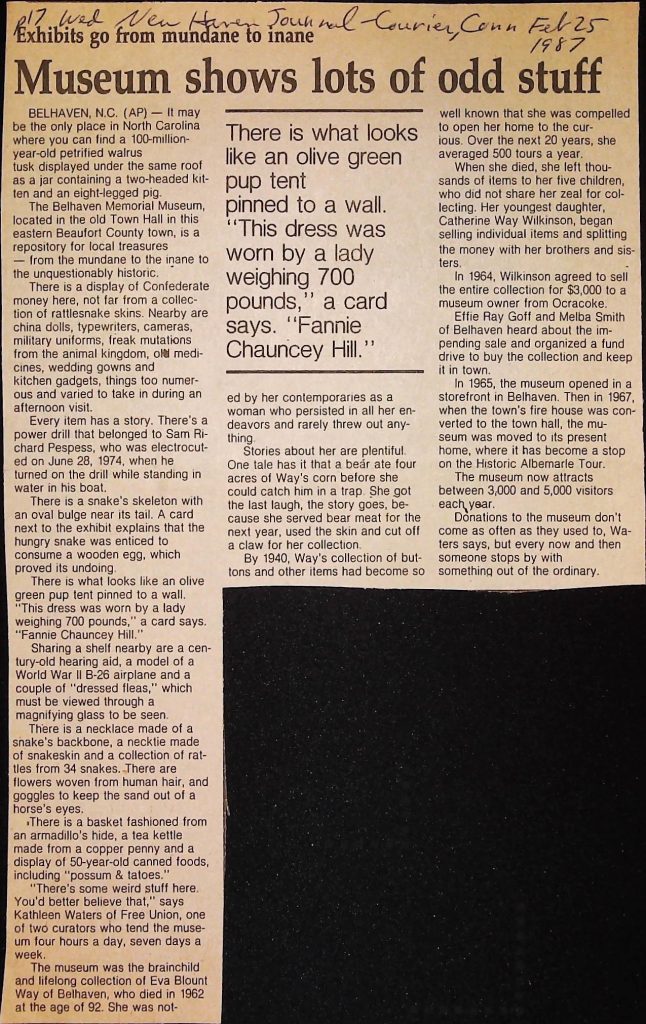 p17 Wed New Haven Journal-Courier, Conn Feb 25
1987
Exhibits go from mundane to inane
Museum shows lots of odd stuff
BELHAVEN, N.C. (AP) — It may
be the only place in North Carolina
where you can find a 100-million-
year-old petrified walrus
tusk displayed under the same roof
as a jar containing a two-headed kit-
ten and an eight-legged pig.
The Belhaven Memorial Museum,
located in the old Town Hall in this
eastern Beaufort County town, is a
repository for local treasures
— from the mundane to the inane to
the unquestionably historic.
There is a display of Confederate
money here, not far from a collec-
tion of rattlesnake skins. Nearby are
china dolls, typewriters, cameras,
military uniforms, freak mutations
from the animal kingdom, old medi-
cines, wedding gowns and
kitchen gadgets, things too numer-
ous and varied to take in during an
afternoon visit.
Every item has a story. There's a
power drill that belonged to Sam Ri-
chard Pespess, who was electrocut-
ed on June 28, 1974, when he
turned on the drill while standing in
water in his boat.
There is a snake's skeleton with
an oval bulge near its tail. A card
next to the exhibit explains that the
hungry snake was enticed to
consume a wooden egg, which
proved its undoing.
There is what looks like an olive
green pup tent pinned to a wall.
"This dress was worn by a lady
weighing 700 pounds," a card says.
"Fannie Chauncey Hill."
Sharing a shelf nearby are a cen-
tury-old hearing aid, a model of a
World War II B-26 airplane and a
couple of "dressed fleas," which
must be viewed through a
magnifying glass to be seen.
There is a necklace made of a
snake's backbone, a necktie made
of snakeskin and a collection of rat-
tles from 34 snakes. There are
flowers woven from human hair, and
goggles to keep the sand out of a
horse's eyes.
There is a basket fashioned from
an armadillo's hide, a tea kettle
made from a copper penny and a
display of 50-year-old canned foods,
including "possum & tatoes."
"There's some weird stuff here.
You'd better believe that," says
Kathleen Waters of Free Union, one
of two curators who tend the muse-
um four hours a day, seven days a
week.
The museum was the brainchild
and lifelong collection of Eva Blount
Way of Belhaven, who died in 1962
at the age of 92. She was not-
There is what looks
like an olive green
pup tent
pinned to a wall.
"This dress was
worn by a lady
weighing 700
pounds," a card
says. "Fannie
Chauncey Hill."
ed by her contemporaries as a
woman who persisted in all her en-
deavors and rarely threw out any-
thing.
Stories about her are plentiful.
One tale has it that a bear ate four
acres of Way's corn before she
could catch him in a trap. She got
the last laugh, the story goes, be-
cause she served bear meat for the
next year, used the skin and cut off
a claw for her collection.
By 1940, Way's collection of but-
tons and other items had become so
well known that she was compelled
to open her home to the cur-
ious. Over the next 20 years, she
averaged 500 tours a year.
When she died, she left thou-
sands of items to her five children,
who did not share her zeal for col-
lecting. Her youngest daughter,
Catherine Way Wilkinson, began
selling individual items and splitting
the money with her brothers and sis-
ters.
In 1964, Wilkinson agreed to sell
the entire collection for $3,000 to a
museum owner from Ocracoke.
Effie Ray Goff and Melba Smith
of Belhaven heard about the im-
pending sale and organized a fund
drive to buy the collection and keep
it in town.
In 1965, the museum opened in a
storefront in Belhaven. Then in 1967,
when the town's fire house was con-
verted to the town hall, the mu-
seum was moved to its present
home, where it has become a stop
on the Historic Albemarle Tour.
The museum now attracts
between 3,000 and 5,000 visitors
each year.
Donations to the museum don't
come as often as they used to, Wa-
ters says, but every now and then
someone stops by with
something out of the ordinary.